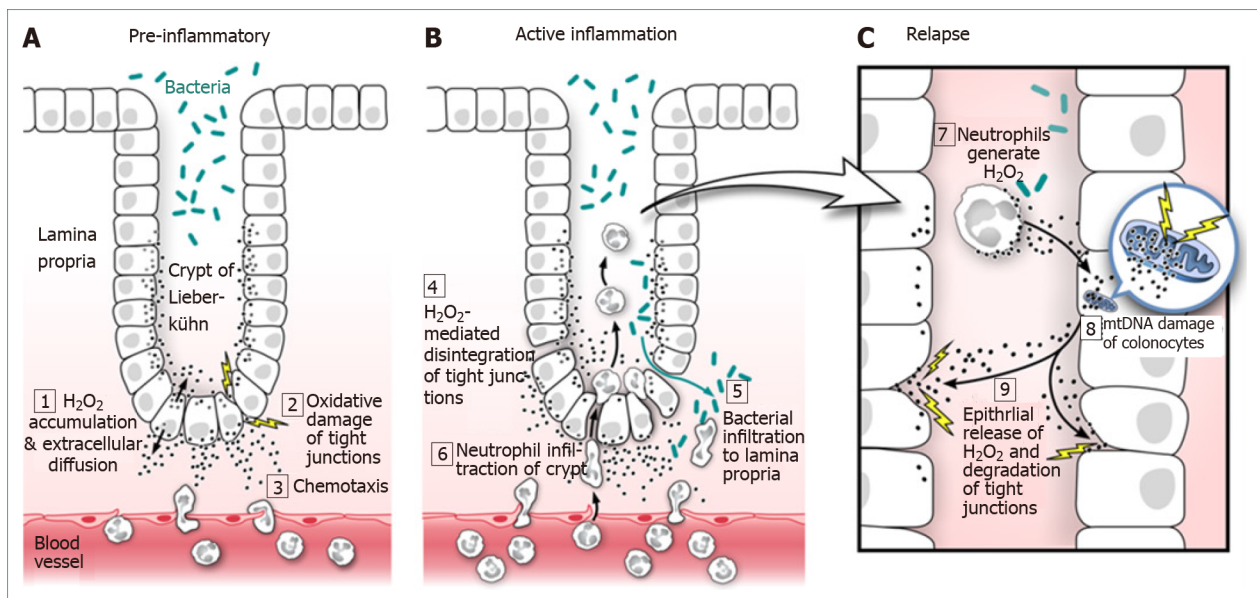 A
Pre-inflammatory
Bacteria
Lamina
propria
Crypt of
Lieber-
kühn
1 H₂O₂
accumulation
& extracellular
diffusion
2 Oxidative
damage
of tight
junctions
3 Chemotaxis
Blood
vessel
B
Active inflammation
4
H₂O₂-
mediated
disintegration
of tight junc-
tions
5
Bacterial
infiltration
to lamina
propria
6 Neutrophil infil-
traction of crypt
C
Relapse
7 Neutrophils
generate
H₂O₂
8 mtDNA damage
of colonocytes
9
Epithrlial
release of
H₂O₂ and
degradation
of tight
junctions